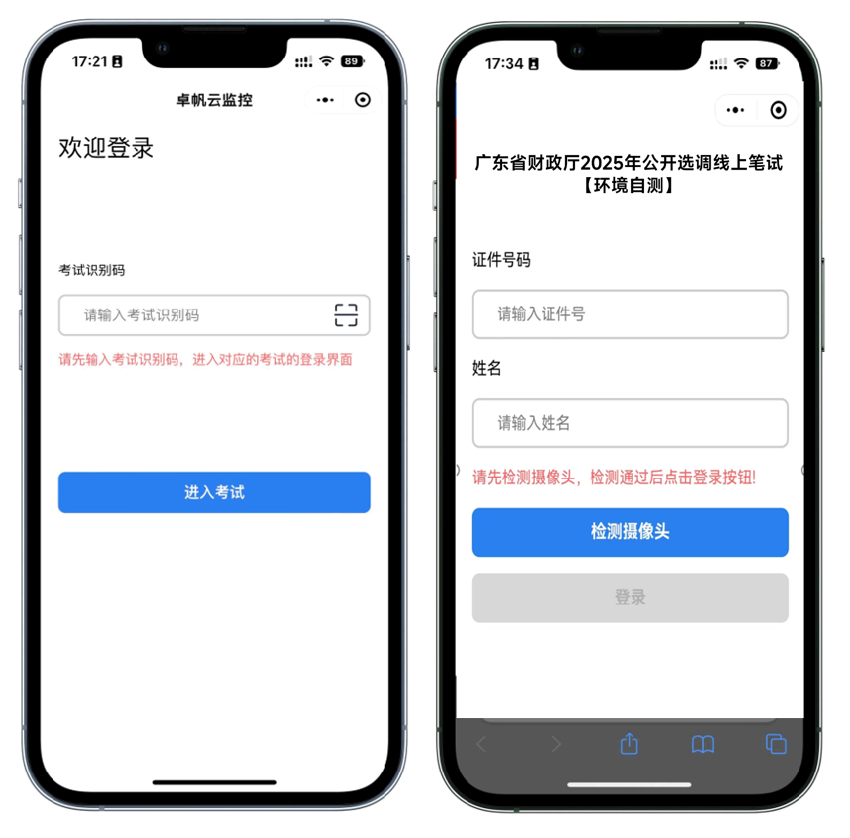 17:21
89
卓帆云监控
欢迎登录
考试识别码
请输入考试识别码
请先输入考试识别码，进入对应的考试的登录界面
进入考试
17:34
87
广东省财政厅2025年公开选调线上笔试
【环境自测】
证件号码
请输入证件号
姓名
请输入姓名
请先检测摄像头，检测通过后点击登录按钮!
检测摄像头
登录